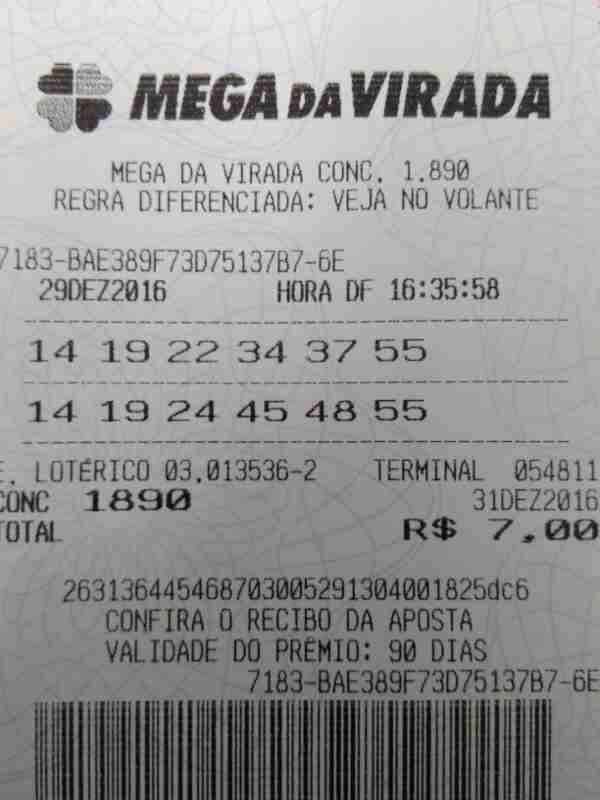 MEGA DA VIRADA
MEGA DA VIRADA CONC. 1.890
REGRA DIFERENCIADA: VEJA NO VOLANTE
7183-BAE389F73D75137B7-6E
29DEZ2016 HORA DF 16:35:58
14 19 22 34 37 55
14 19 24 45 48 55
E. LOTÉRICO 03.013536-2 TERMINAL 054811
CONC 1890 31DEZ2016
TOTAL R$ 7,00
263136445468703005291304001825dc6
CONFIRA O RECIBO DA APOSTA
VALIDADE DO PRÊMIO: 90 DIAS
7183-BAE389F73D75137B7-6E